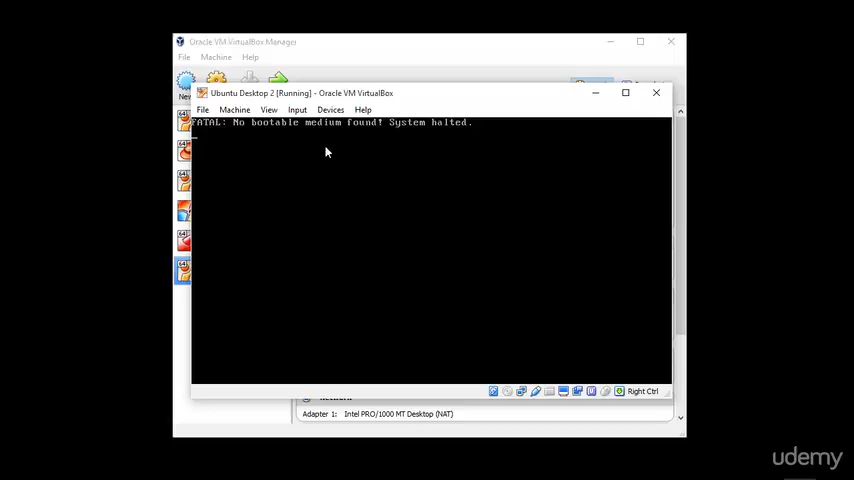 Oracle VM VirtualBox Manager
File Machine Help
New
Ubuntu Desktop 2 [Running] - Oracle VM VirtualBox
File Machine View Input Devices Help
FATAL: No bootable medium found! System halted.
Right Ctrl
Network
Adapter 1: Intel PRO/1000 MT Desktop (NAT)
udemy